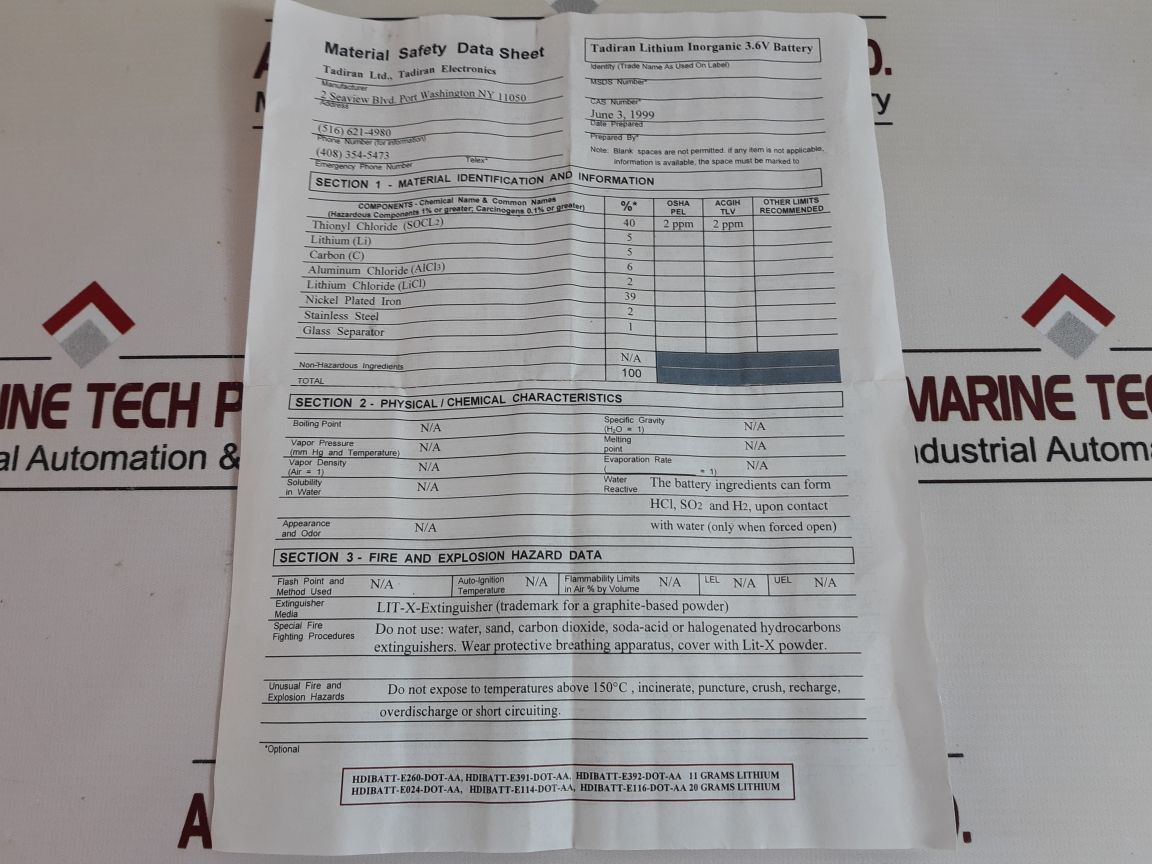 Material Safety Data Sheet
Tadiran Lithium Inorganic 3.6V Battery
Identity (Trade Name As Used On Label)
Tadiran Ltd., Tadiran Electronics
Manufacturer
MSDS Number*
2 Seaview Blvd. Port Washington NY 11050
Address
CAS Number*
June 3, 1999
Date Prepared
(516) 621-4980
Phone Number (for information)
Prepared By*
(408) 354-5473
Emergency Phone Number
Telex*
Note: Blank spaces are not permitted. if any item is not applicable,
information is available, the space must be marked to
SECTION 1 - MATERIAL IDENTIFICATION AND INFORMATION
COMPONENTS - Chemical Name & Common Names
(Hazardous Components 1% or greater; Carcinogens 0.1% or greater)
%*
OSHA
PEL
ACGIH
TLV
OTHER LIMITS
RECOMMENDED
Thionyl Chloride (SOCL2) 40 2 ppm 2 ppm
Lithium (Li) 5
Carbon (C) 5
Aluminum Chloride (AlCl3) 6
Lithium Chloride (LiCl) 2
Nickel Plated Iron 39
Stainless Steel 2
Glass Separator 1
Non-Hazardous Ingredients N/A
TOTAL 100
SECTION 2 - PHYSICAL / CHEMICAL CHARACTERISTICS
Boiling Point N/A
Specific Gravity
(H2O = 1) N/A
Vapor Pressure
(mm Hg and Temperature) N/A
Melting
point N/A
Vapor Density
(Air = 1) N/A
Evaporation Rate
(__________ = 1) N/A
Solubility
in Water N/A
Water
Reactive
The battery ingredients can form
HCl, SO2 and H2, upon contact
with water (only when forced open)
Appearance
and Odor N/A
SECTION 3 - FIRE AND EXPLOSION HAZARD DATA
Flash Point and
Method Used N/A
Auto-Ignition
Temperature N/A
Flammability Limits
in Air % by Volume N/A
LEL N/A
UEL N/A
Extinguisher
Media
LIT-X-Extinguisher (trademark for a graphite-based powder)
Special Fire
Fighting Procedures
Do not use: water, sand, carbon dioxide, soda-acid or halogenated hydrocarbons
extinguishers. Wear protective breathing apparatus, cover with Lit-X powder.
Unusual Fire and
Explosion Hazards
Do not expose to temperatures above 150°C , incinerate, puncture, crush, recharge,
overdischarge or short circuiting.
*Optional
HDIBATT-E260-DOT-AA, HDIBATT-E391-DOT-AA, HDIBATT-E392-DOT-AA 11 GRAMS LITHIUM
HDIBATT-E024-DOT-AA, HDIBATT-E114-DOT-AA, HDIBATT-E116-DOT-AA 20 GRAMS LITHIUM
INE TECH P
al Automation &
MARINE TEC
ndustrial Automa